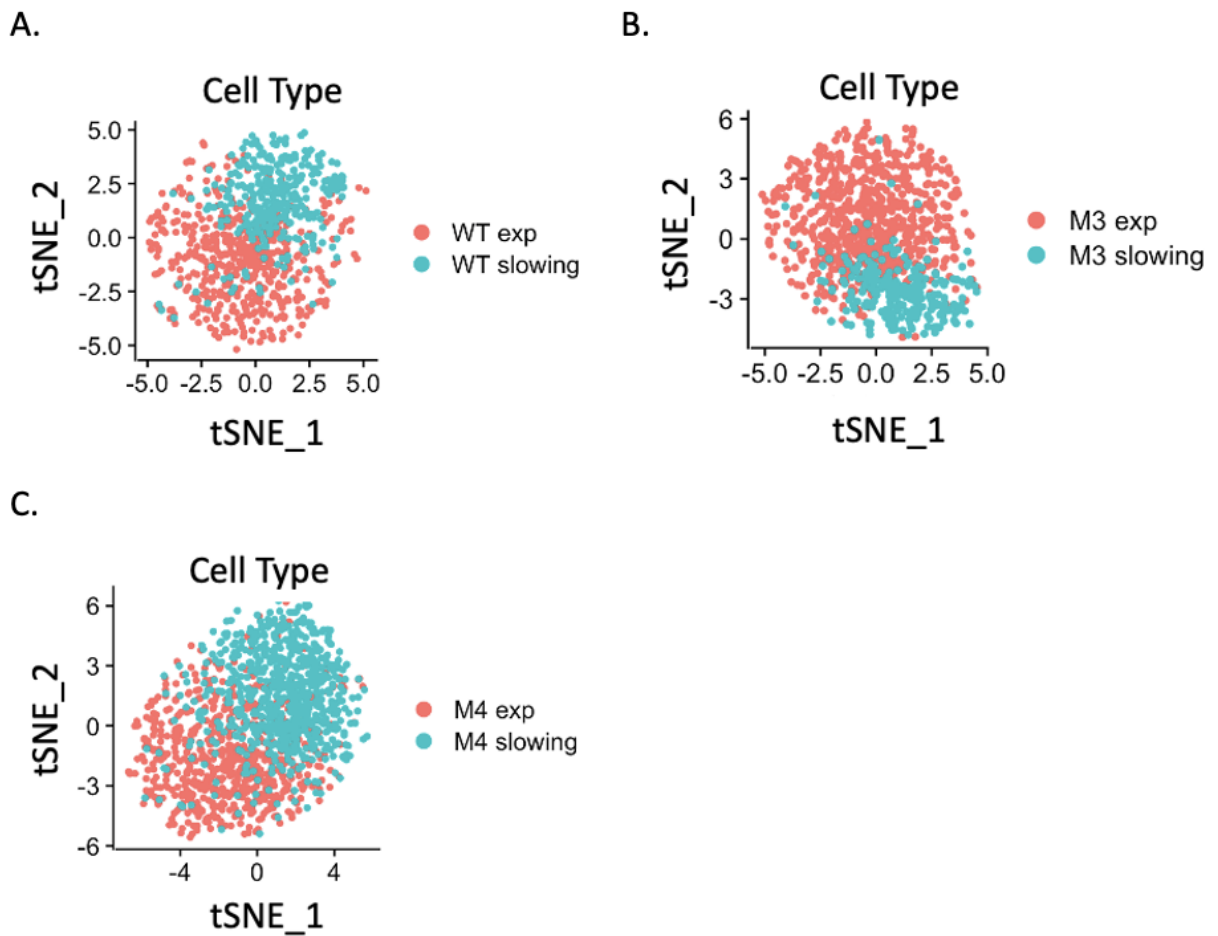 A.
Cell Type
5.0
2.5
0.0
-2.5
-5.0
tSNE_2
-5.0 -2.5 0.0 2.5 5.0
tSNE_1
WT exp
WT slowing
B.
Cell Type
6
3
0
-3
tSNE_2
-5.0 -2.5 0.0 2.5 5.0
tSNE_1
M3 exp
M3 slowing
C.
Cell Type
6
3
0
-3
-6
tSNE_2
-4 0 4
tSNE_1
M4 exp
M4 slowing